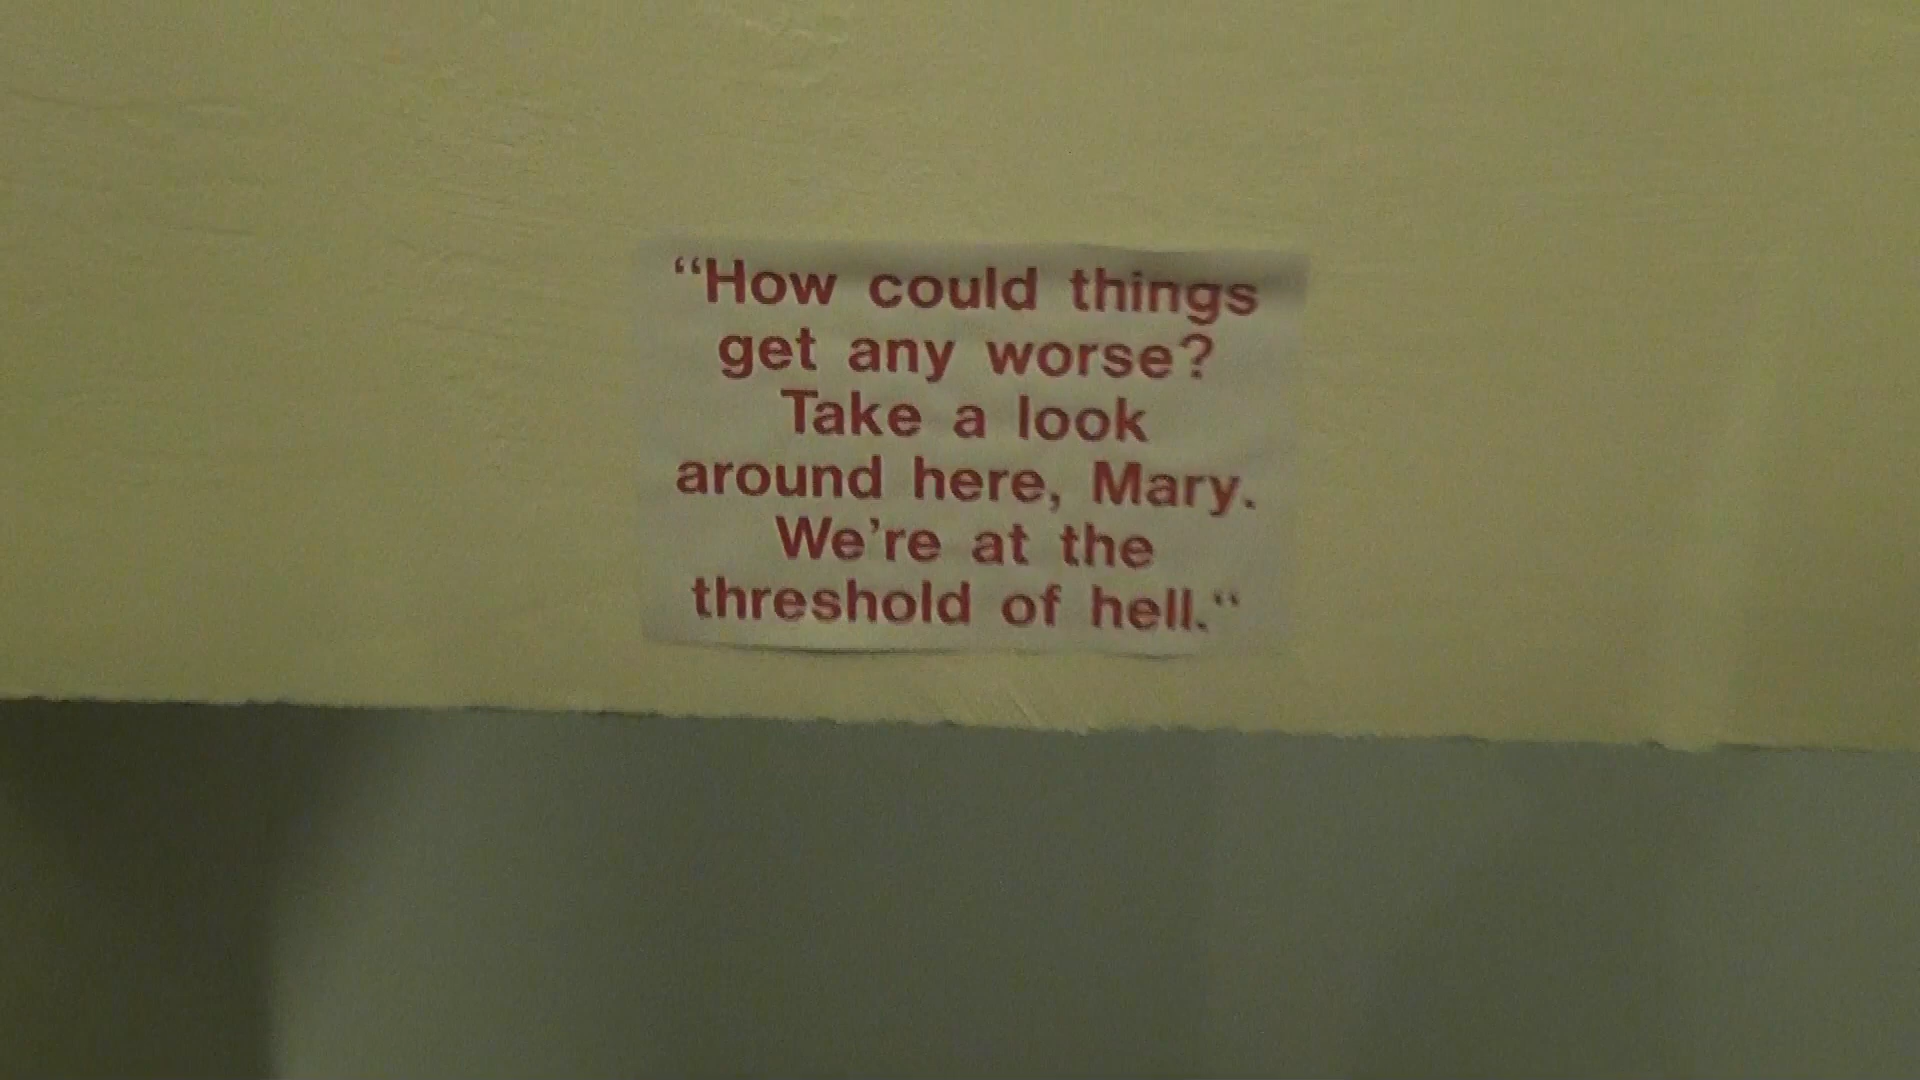 “How could things
get any worse?
Take a look
around here, Mary.
We’re at the
threshold of hell.“